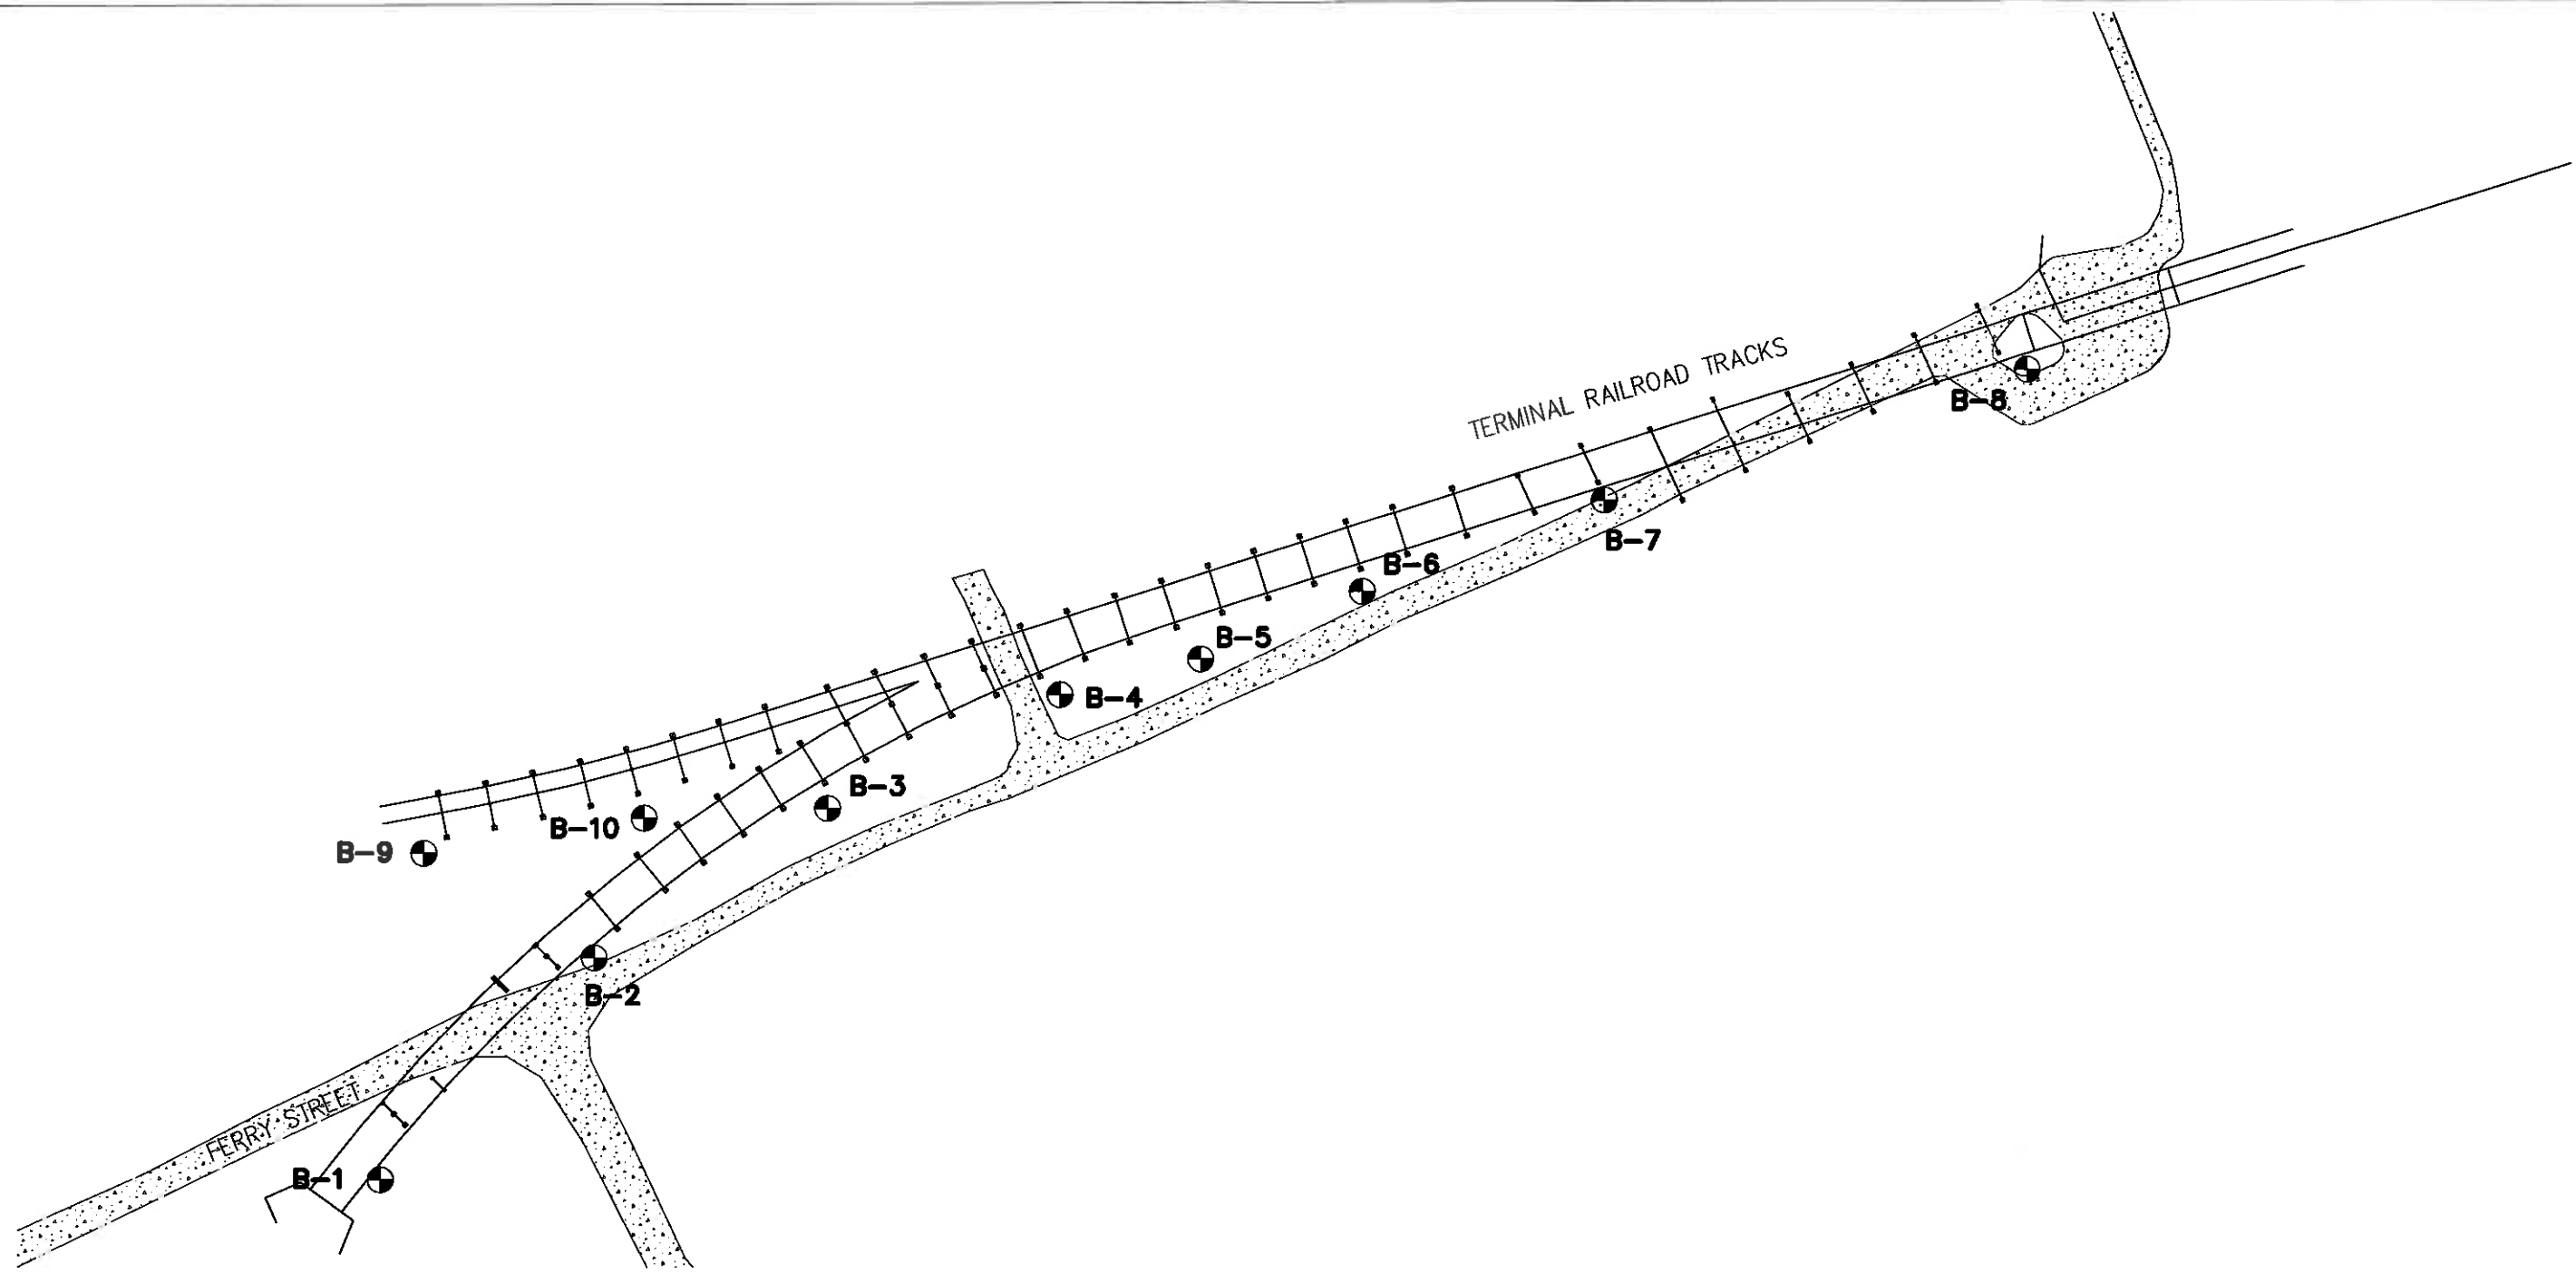 TERMINAL RAILROAD TRACKS
B-8
B-7
B-6
B-5
B-4
B-3
B-10
B-9
B-2
FERRY STREET
B-1